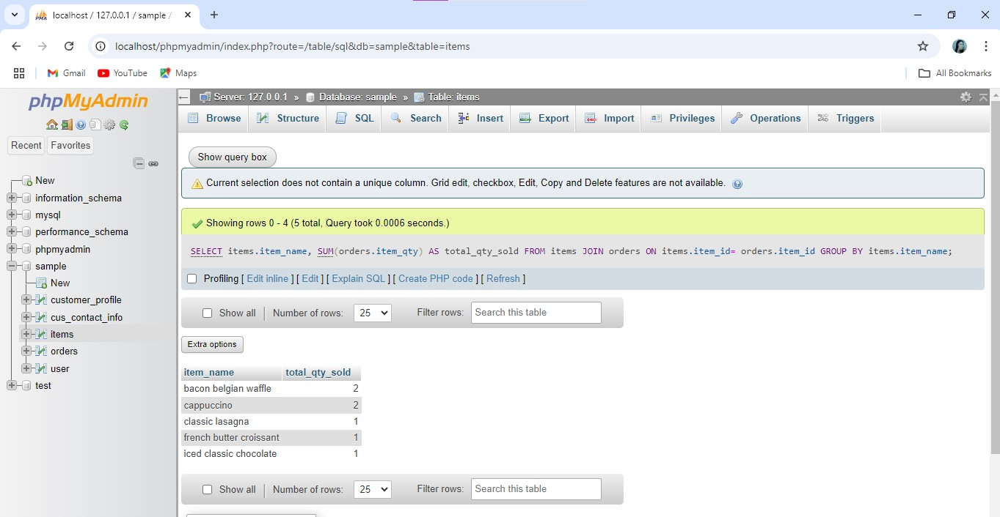 localhost / 127.0.0.1 / sample /
localhost/phpmyadmin/index.php?route=/table/sql&db=sample&table=items
Gmail YouTube Maps All Bookmarks
phpMyAdmin
Recent Favorites
New
information_schema
mysql
performance_schema
phpmyadmin
sample
New
customer_profile
cus_contact_info
items
orders
user
test
Server: 127.0.0.1 » Database: sample » Table: items
Browse Structure SQL Search Insert Export Import Privileges Operations Triggers
Show query box
Current selection does not contain a unique column. Grid edit, checkbox, Edit, Copy and Delete features are not available.
Showing rows 0 - 4 (5 total, Query took 0.0006 seconds.)
SELECT items.item_name, SUM(orders.item_qty) AS total_qty_sold FROM items JOIN orders ON items.item_id= orders.item_id GROUP BY items.item_name;
Profiling [ Edit inline ] [ Edit ] [ Explain SQL ] [ Create PHP code ] [ Refresh ]
Show all Number of rows: 25 Filter rows: Search this table
Extra options
item_name total_qty_sold
bacon belgian waffle 2
cappuccino 2
classic lasagna 1
french butter croissant 1
iced classic chocolate 1
Show all Number of rows: 25 Filter rows: Search this table